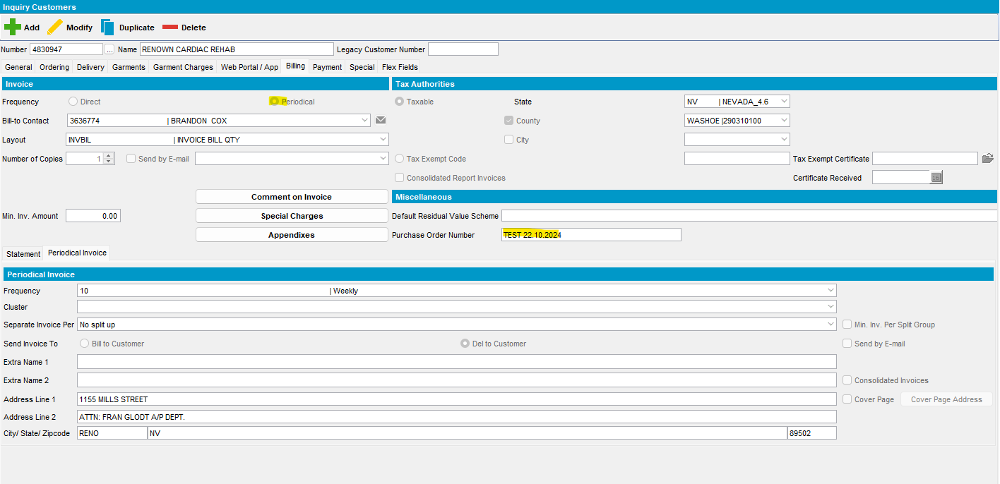 Inquiry Customers
Add Modify Duplicate Delete
Number 4830947 ... Name RENOWN CARDIAC REHAB Legacy Customer Number
General Ordering Delivery Garments Garment Charges Web Portal / App Billing Payment Special Flex Fields
Invoice Tax Authorities
Frequency Direct Periodical Taxable State NV | NEVADA_4.6
Bill-to Contact 3636774 | BRANDON COX County WASHOE |290310100
Layout INVBIL | INVOICE BILL QTY City
Number of Copies 1 Send by E-mail Tax Exempt Code Tax Exempt Certificate
Consolidated Report Invoices Certificate Received 16
Comment on Invoice Miscellaneous
Min. Inv. Amount 0.00 Special Charges Default Residual Value Scheme
Appendixes Purchase Order Number TEST 22.10.2024
Statement Periodical Invoice
Periodical Invoice
Frequency 10 | Weekly
Cluster
Separate Invoice Per No split up Min. Inv. Per Split Group
Send Invoice To Bill to Customer Del to Customer Send by E-mail
Extra Name 1
Extra Name 2 Consolidated Invoices
Address Line 1 1155 MILLS STREET Cover Page Cover Page Address
Address Line 2 ATTN: FRAN GLODT A/P DEPT.
City/ State/ Zipcode RENO NV 89502